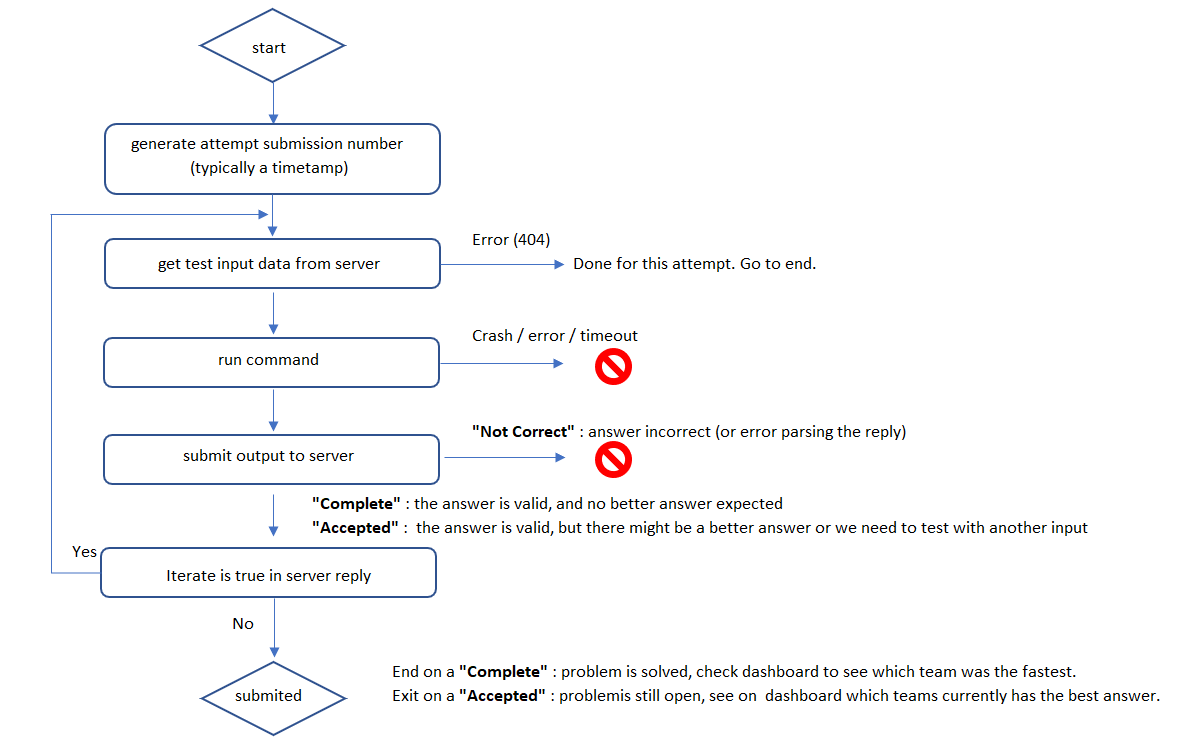 start
generate attempt submission number
(typically a timetamp)
Error (404)
get test input data from server
Done for this attempt. Go to end.
Crash / error / timeout
run command
"Not Correct" : answer incorrect (or error parsing the reply)
submit output to server
"Complete" : the answer is valid, and no better answer expected
"Accepted" :  the answer is valid, but there might be a better answer or we need to test with another input
Yes
Iterate is true in server reply
No
End on a "Complete" : problem is solved, check dashboard to see which team was the fastest.
submited
Exit on a "Accepted" : problemis still open, see on  dashboard which teams currently has the best answer.